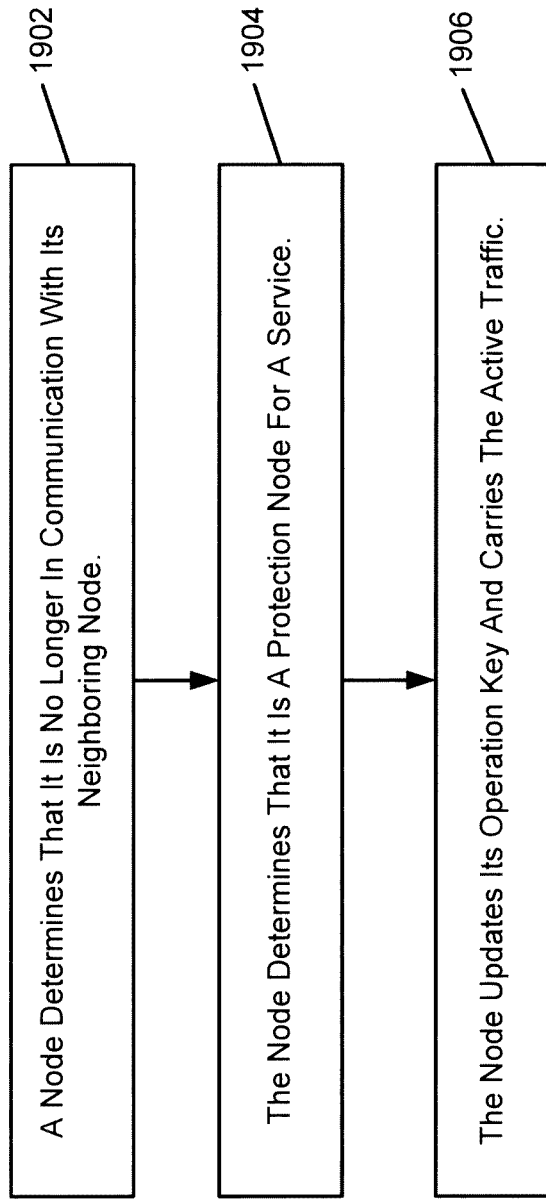 A Node Determines That It Is No Longer In Communication With Its
Neighboring Node.
1902
The Node Determines That It Is A Protection Node For A Service.
1904
The Node Updates Its Operation Key And Carries The Active Traffic.
1906